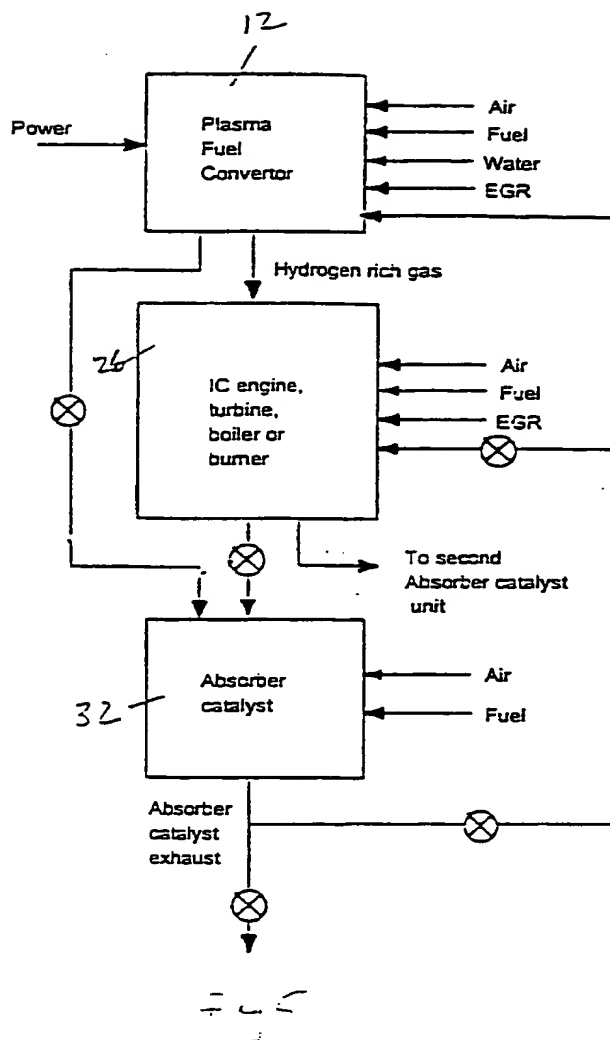 12
Power
Plasma
Fuel
Convertor
Air
Fuel
Water
EGR
Hydrogen rich gas
26
IC engine,
turbine,
boiler or
burner
Air
Fuel
EGR
To second
Absorber catalyst
unit
32
Absorber
catalyst
Air
Fuel
Absorber
catalyst
exhaust